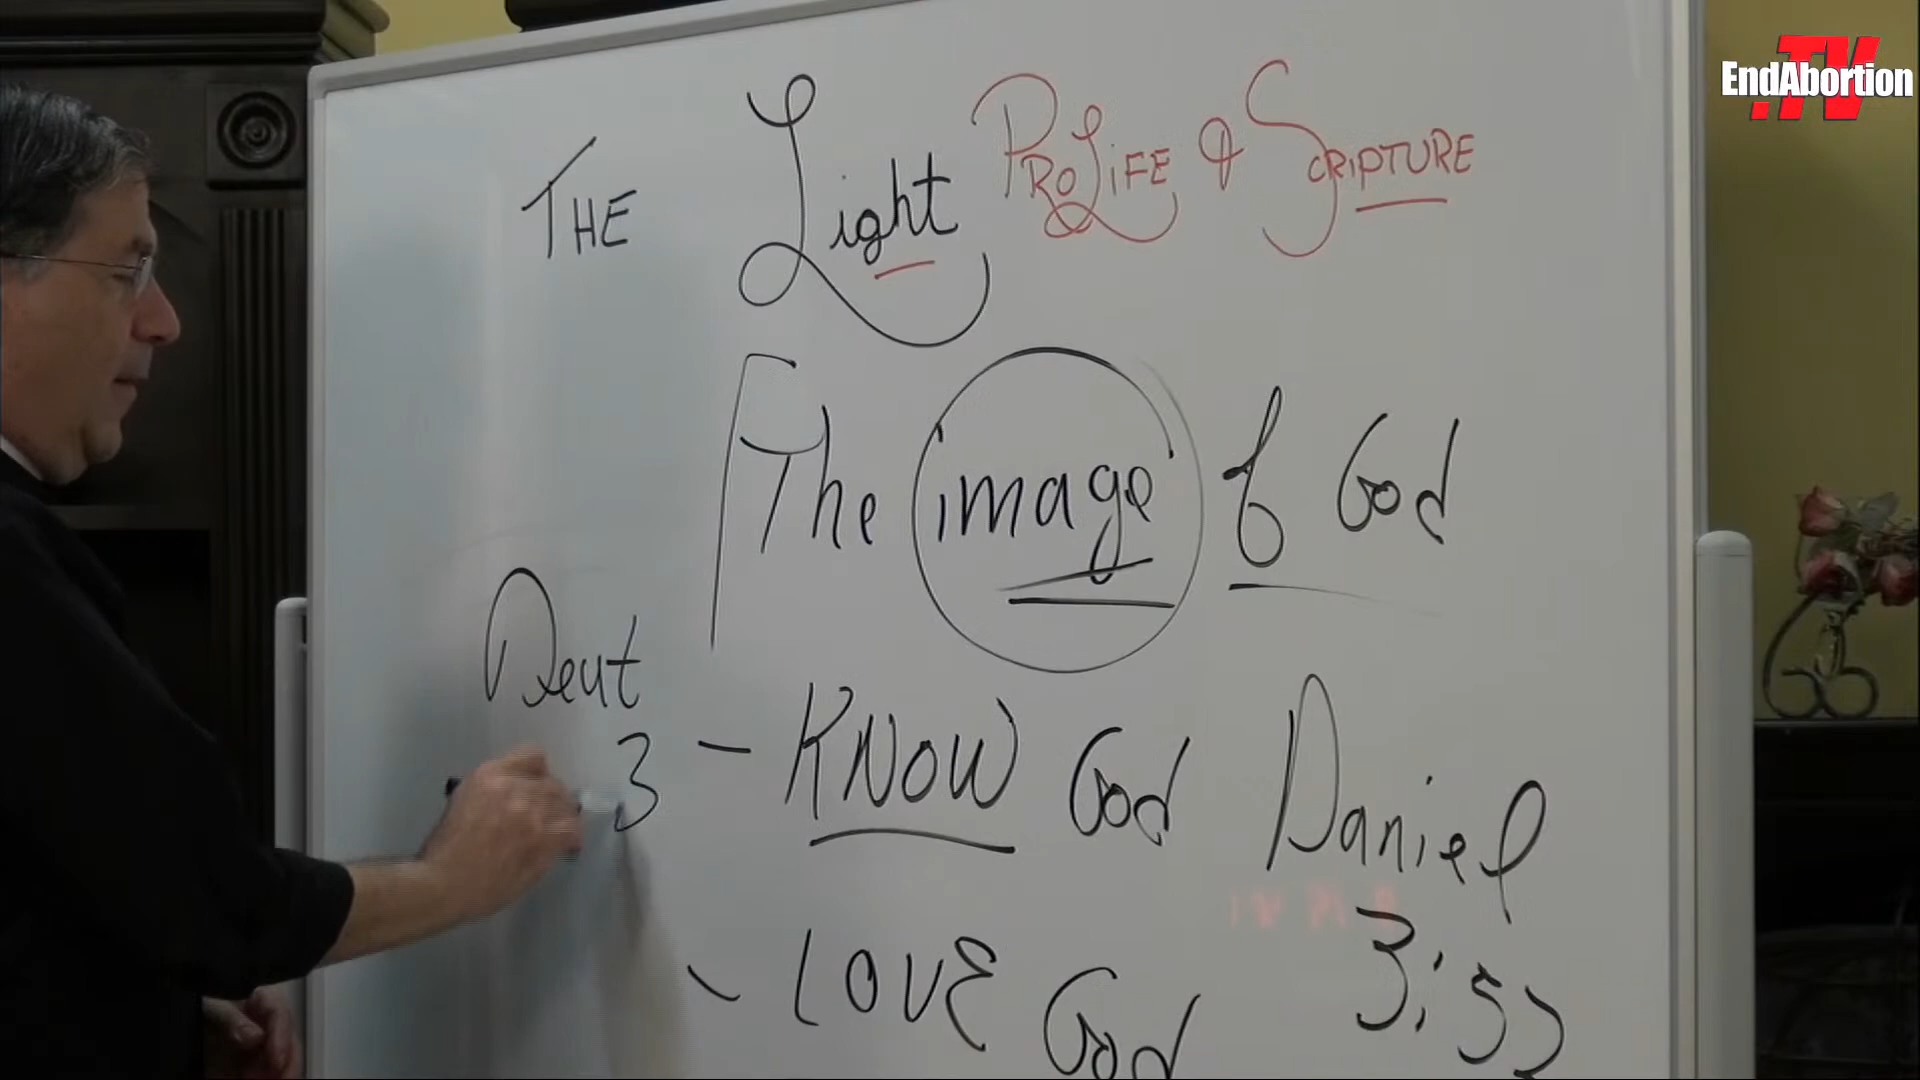 EndAbortion
.TV
THE Light PROLIFE & SCRIPTURE
The image of God
Deut
3
- KNOW God
Daniel
3:52
- LOVE God